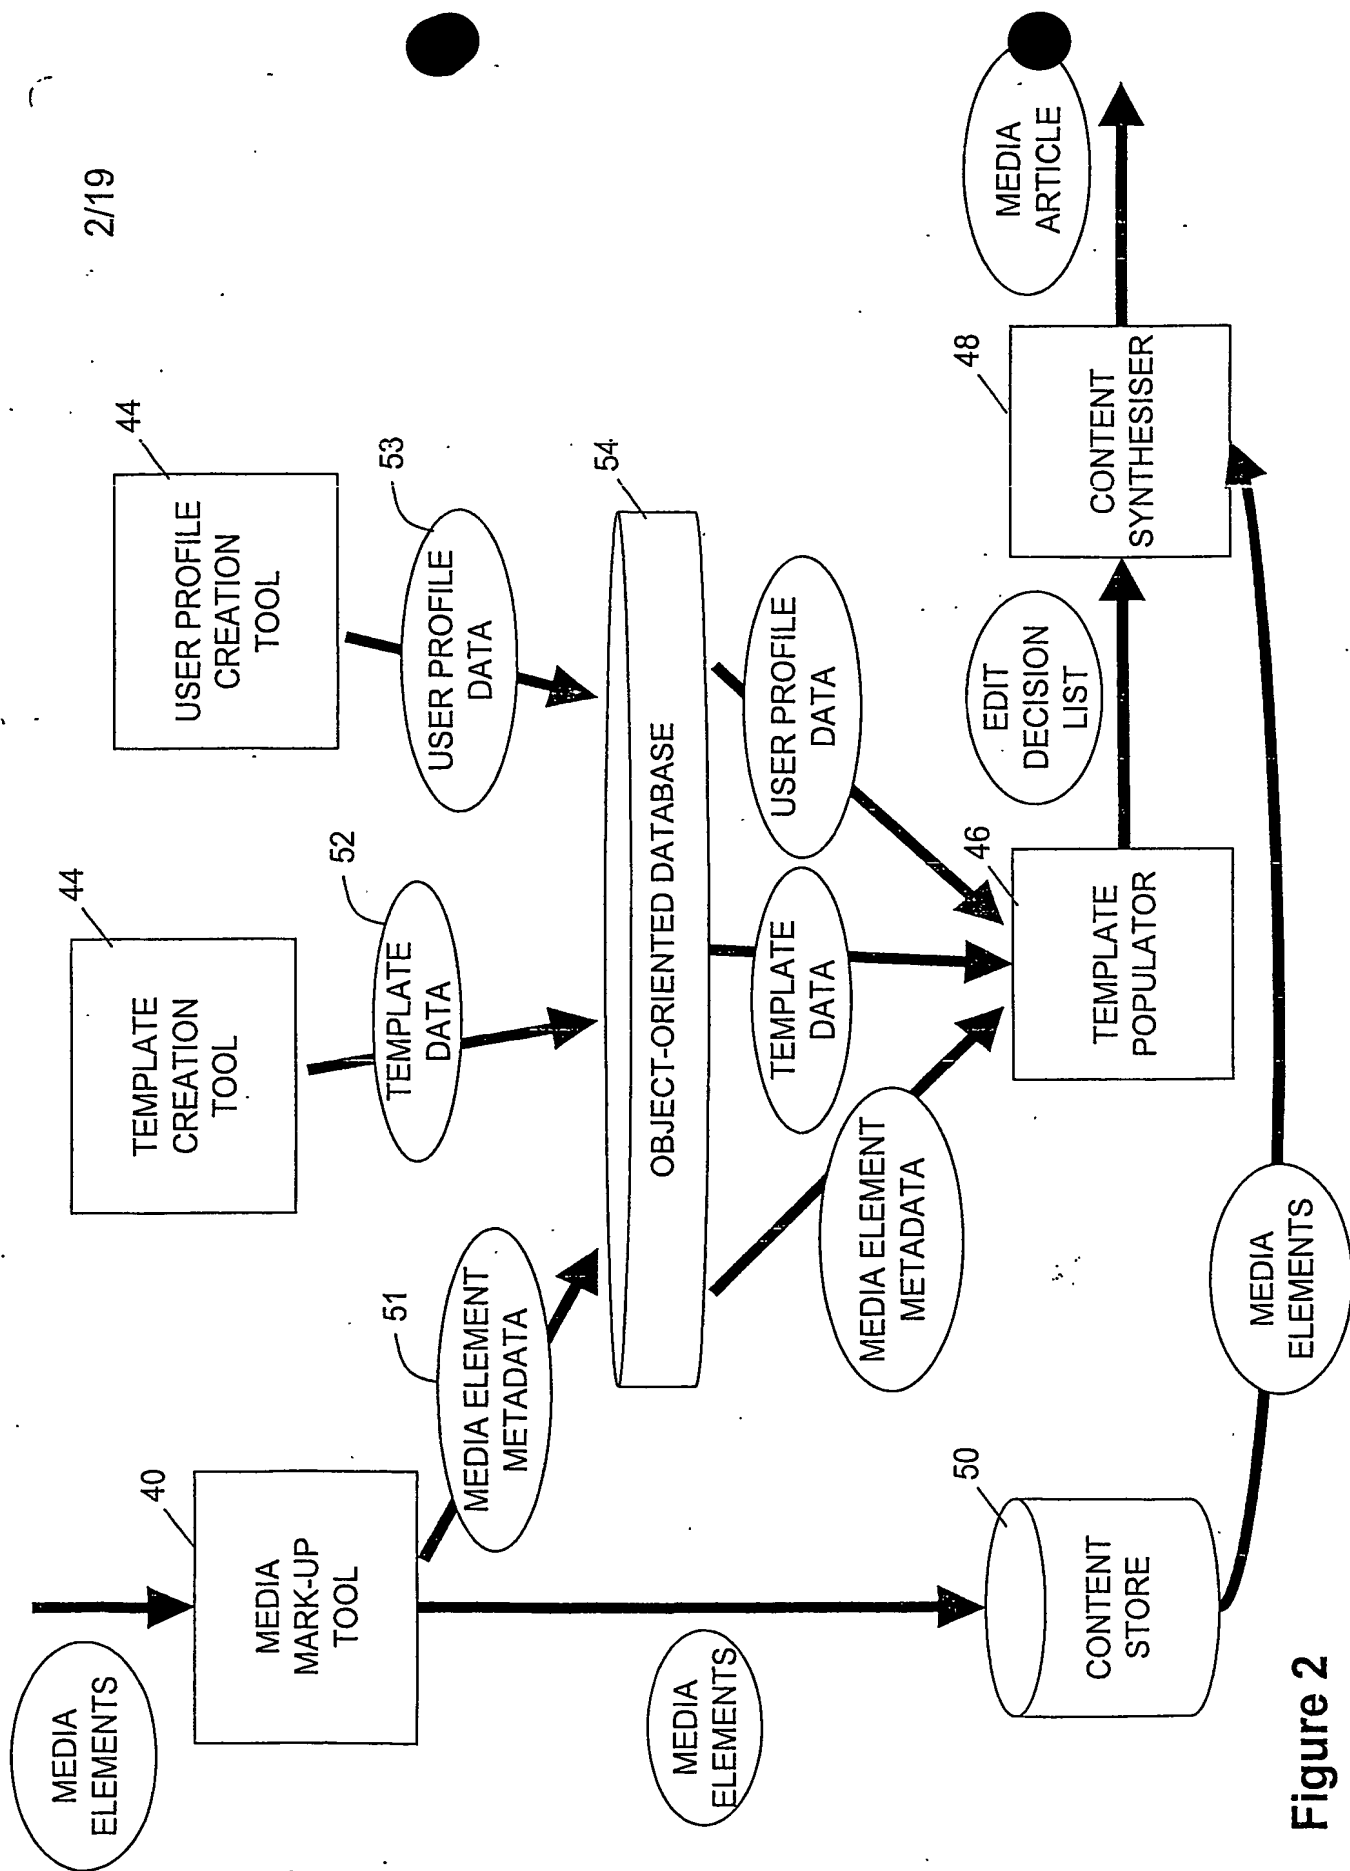 2/19
MEDIA
ELEMENTS
40
MEDIA
MARK-UP
TOOL
44
TEMPLATE
CREATION
TOOL
44
USER PROFILE
CREATION
TOOL
51
MEDIA ELEMENT
METADATA
52
TEMPLATE
DATA
53
USER PROFILE
DATA
54
OBJECT-ORIENTED DATABASE
MEDIA
ELEMENTS
MEDIA ELEMENT
METADATA
TEMPLATE
DATA
USER PROFILE
DATA
50
CONTENT
STORE
46
TEMPLATE
POPULATOR
EDIT
DECISION
LIST
48
CONTENT
SYNTHESISER
MEDIA
ARTICLE
MEDIA
ELEMENTS
Figure 2